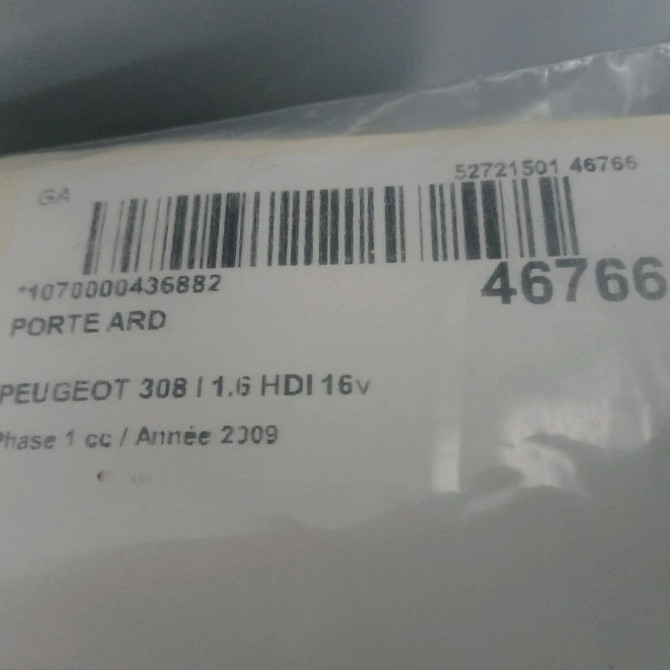 GA
52721501 46766
*1070000436882
46766
PORTE ARD
PEUGEOT 308 I 1.6 HDI 16v
Phase 1 cc / Année 2009